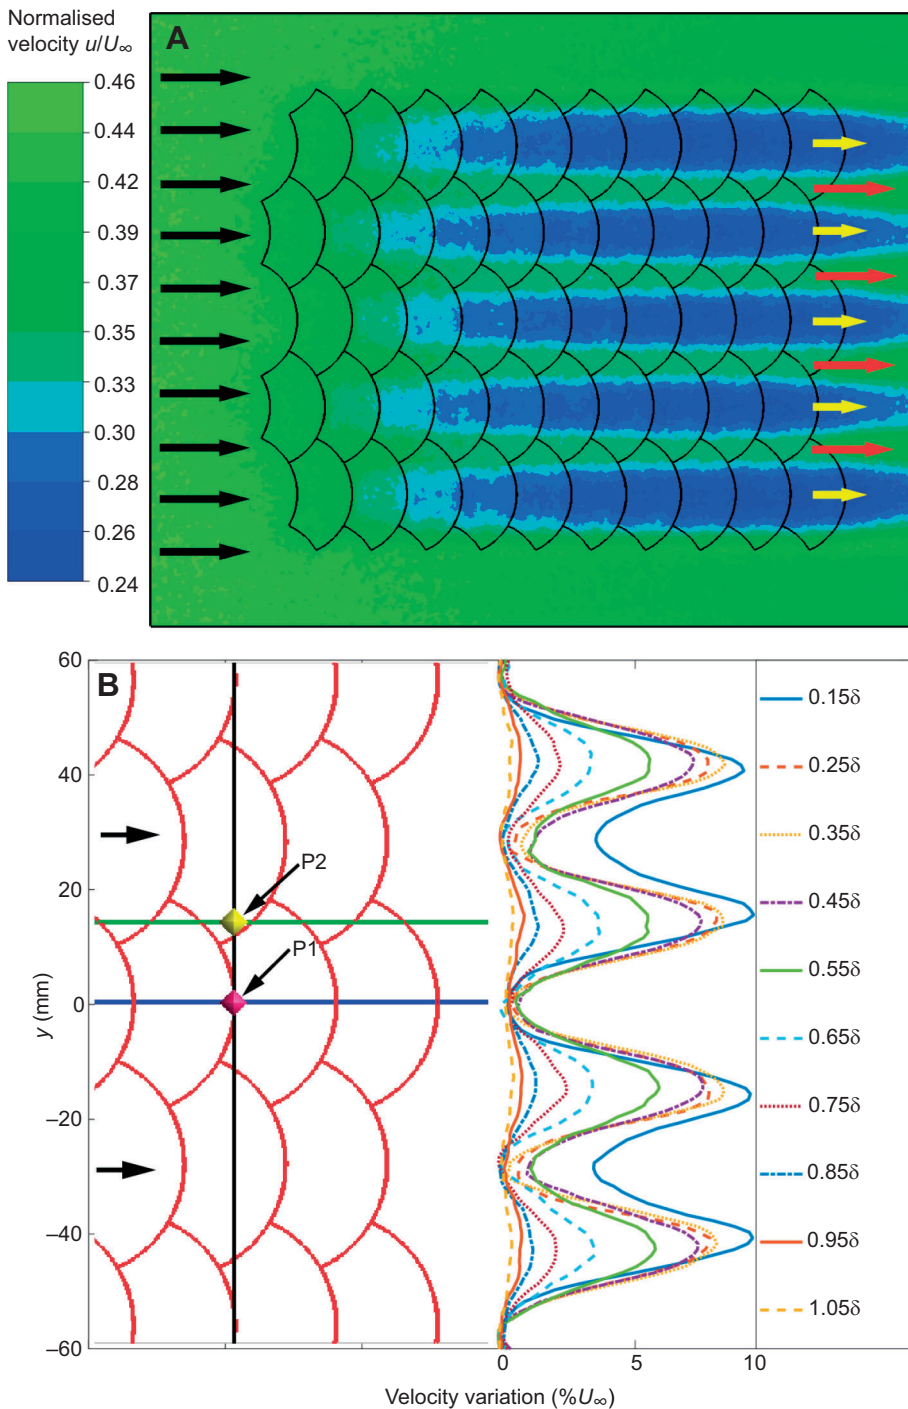 Normalised
velocity u/U∞
0.46
0.44
0.42
0.39
0.37
0.35
0.33
0.30
0.28
0.26
0.24
A
B
60
40
20
0
–20
–40
–60
y (mm)
P2
P1
0.15δ
0.25δ
0.35δ
0.45δ
0.55δ
0.65δ
0.75δ
0.85δ
0.95δ
1.05δ
0 5 10
Velocity variation (%U∞)